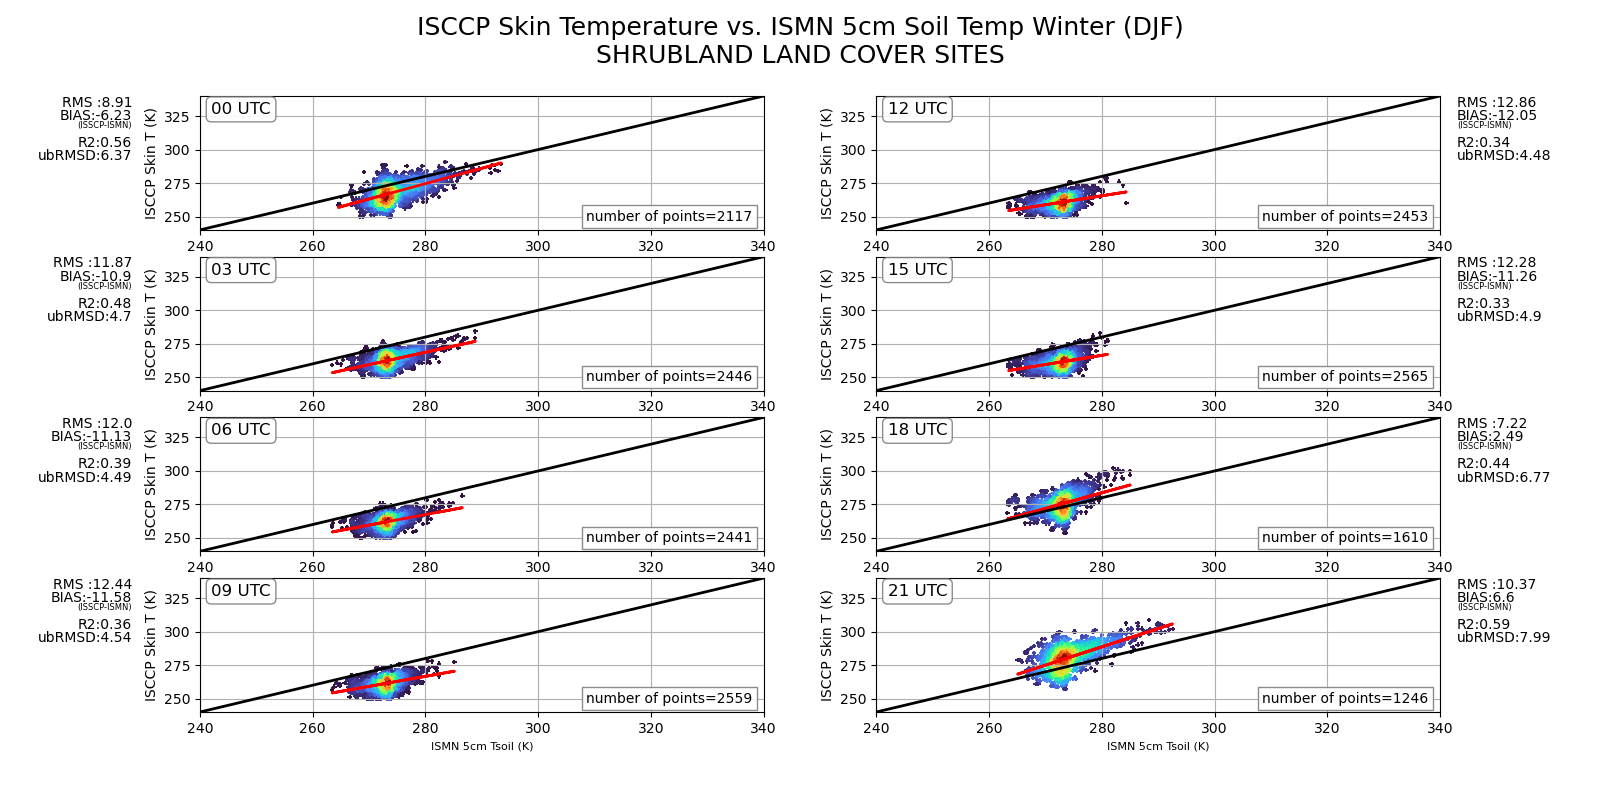 ISCCP Skin Temperature vs. ISMN 5cm Soil Temp Winter (DJF)
SHRUBLAND LAND COVER SITES
RMS :8.91
BIAS:-6.23
(ISSCP-ISMN)
R2:0.56
ubRMSD:6.37
ISCCP Skin T (K)
325
300
275
250
00 UTC
number of points=2117
240 260 280 300 320 340
ISCCP Skin T (K)
325
300
275
250
12 UTC
number of points=2453
240 260 280 300 320 340
RMS :12.86
BIAS:-12.05
(ISSCP-ISMN)
R2:0.34
ubRMSD:4.48
RMS :11.87
BIAS:-10.9
(ISSCP-ISMN)
R2:0.48
ubRMSD:4.7
ISCCP Skin T (K)
325
300
275
250
03 UTC
number of points=2446
240 260 280 300 320 340
ISCCP Skin T (K)
325
300
275
250
15 UTC
number of points=2565
240 260 280 300 320 340
RMS :12.28
BIAS:-11.26
(ISSCP-ISMN)
R2:0.33
ubRMSD:4.9
RMS :12.0
BIAS:-11.13
(ISSCP-ISMN)
R2:0.39
ubRMSD:4.49
ISCCP Skin T (K)
325
300
275
250
06 UTC
number of points=2441
240 260 280 300 320 340
ISCCP Skin T (K)
325
300
275
250
18 UTC
number of points=1610
240 260 280 300 320 340
RMS :7.22
BIAS:2.49
(ISSCP-ISMN)
R2:0.44
ubRMSD:6.77
RMS :12.44
BIAS:-11.58
(ISSCP-ISMN)
R2:0.36
ubRMSD:4.54
ISCCP Skin T (K)
325
300
275
250
09 UTC
number of points=2559
240 260 280 300 320 340
ISMN 5cm Tsoil (K)
ISCCP Skin T (K)
325
300
275
250
21 UTC
number of points=1246
240 260 280 300 320 340
ISMN 5cm Tsoil (K)
RMS :10.37
BIAS:6.6
(ISSCP-ISMN)
R2:0.59
ubRMSD:7.99